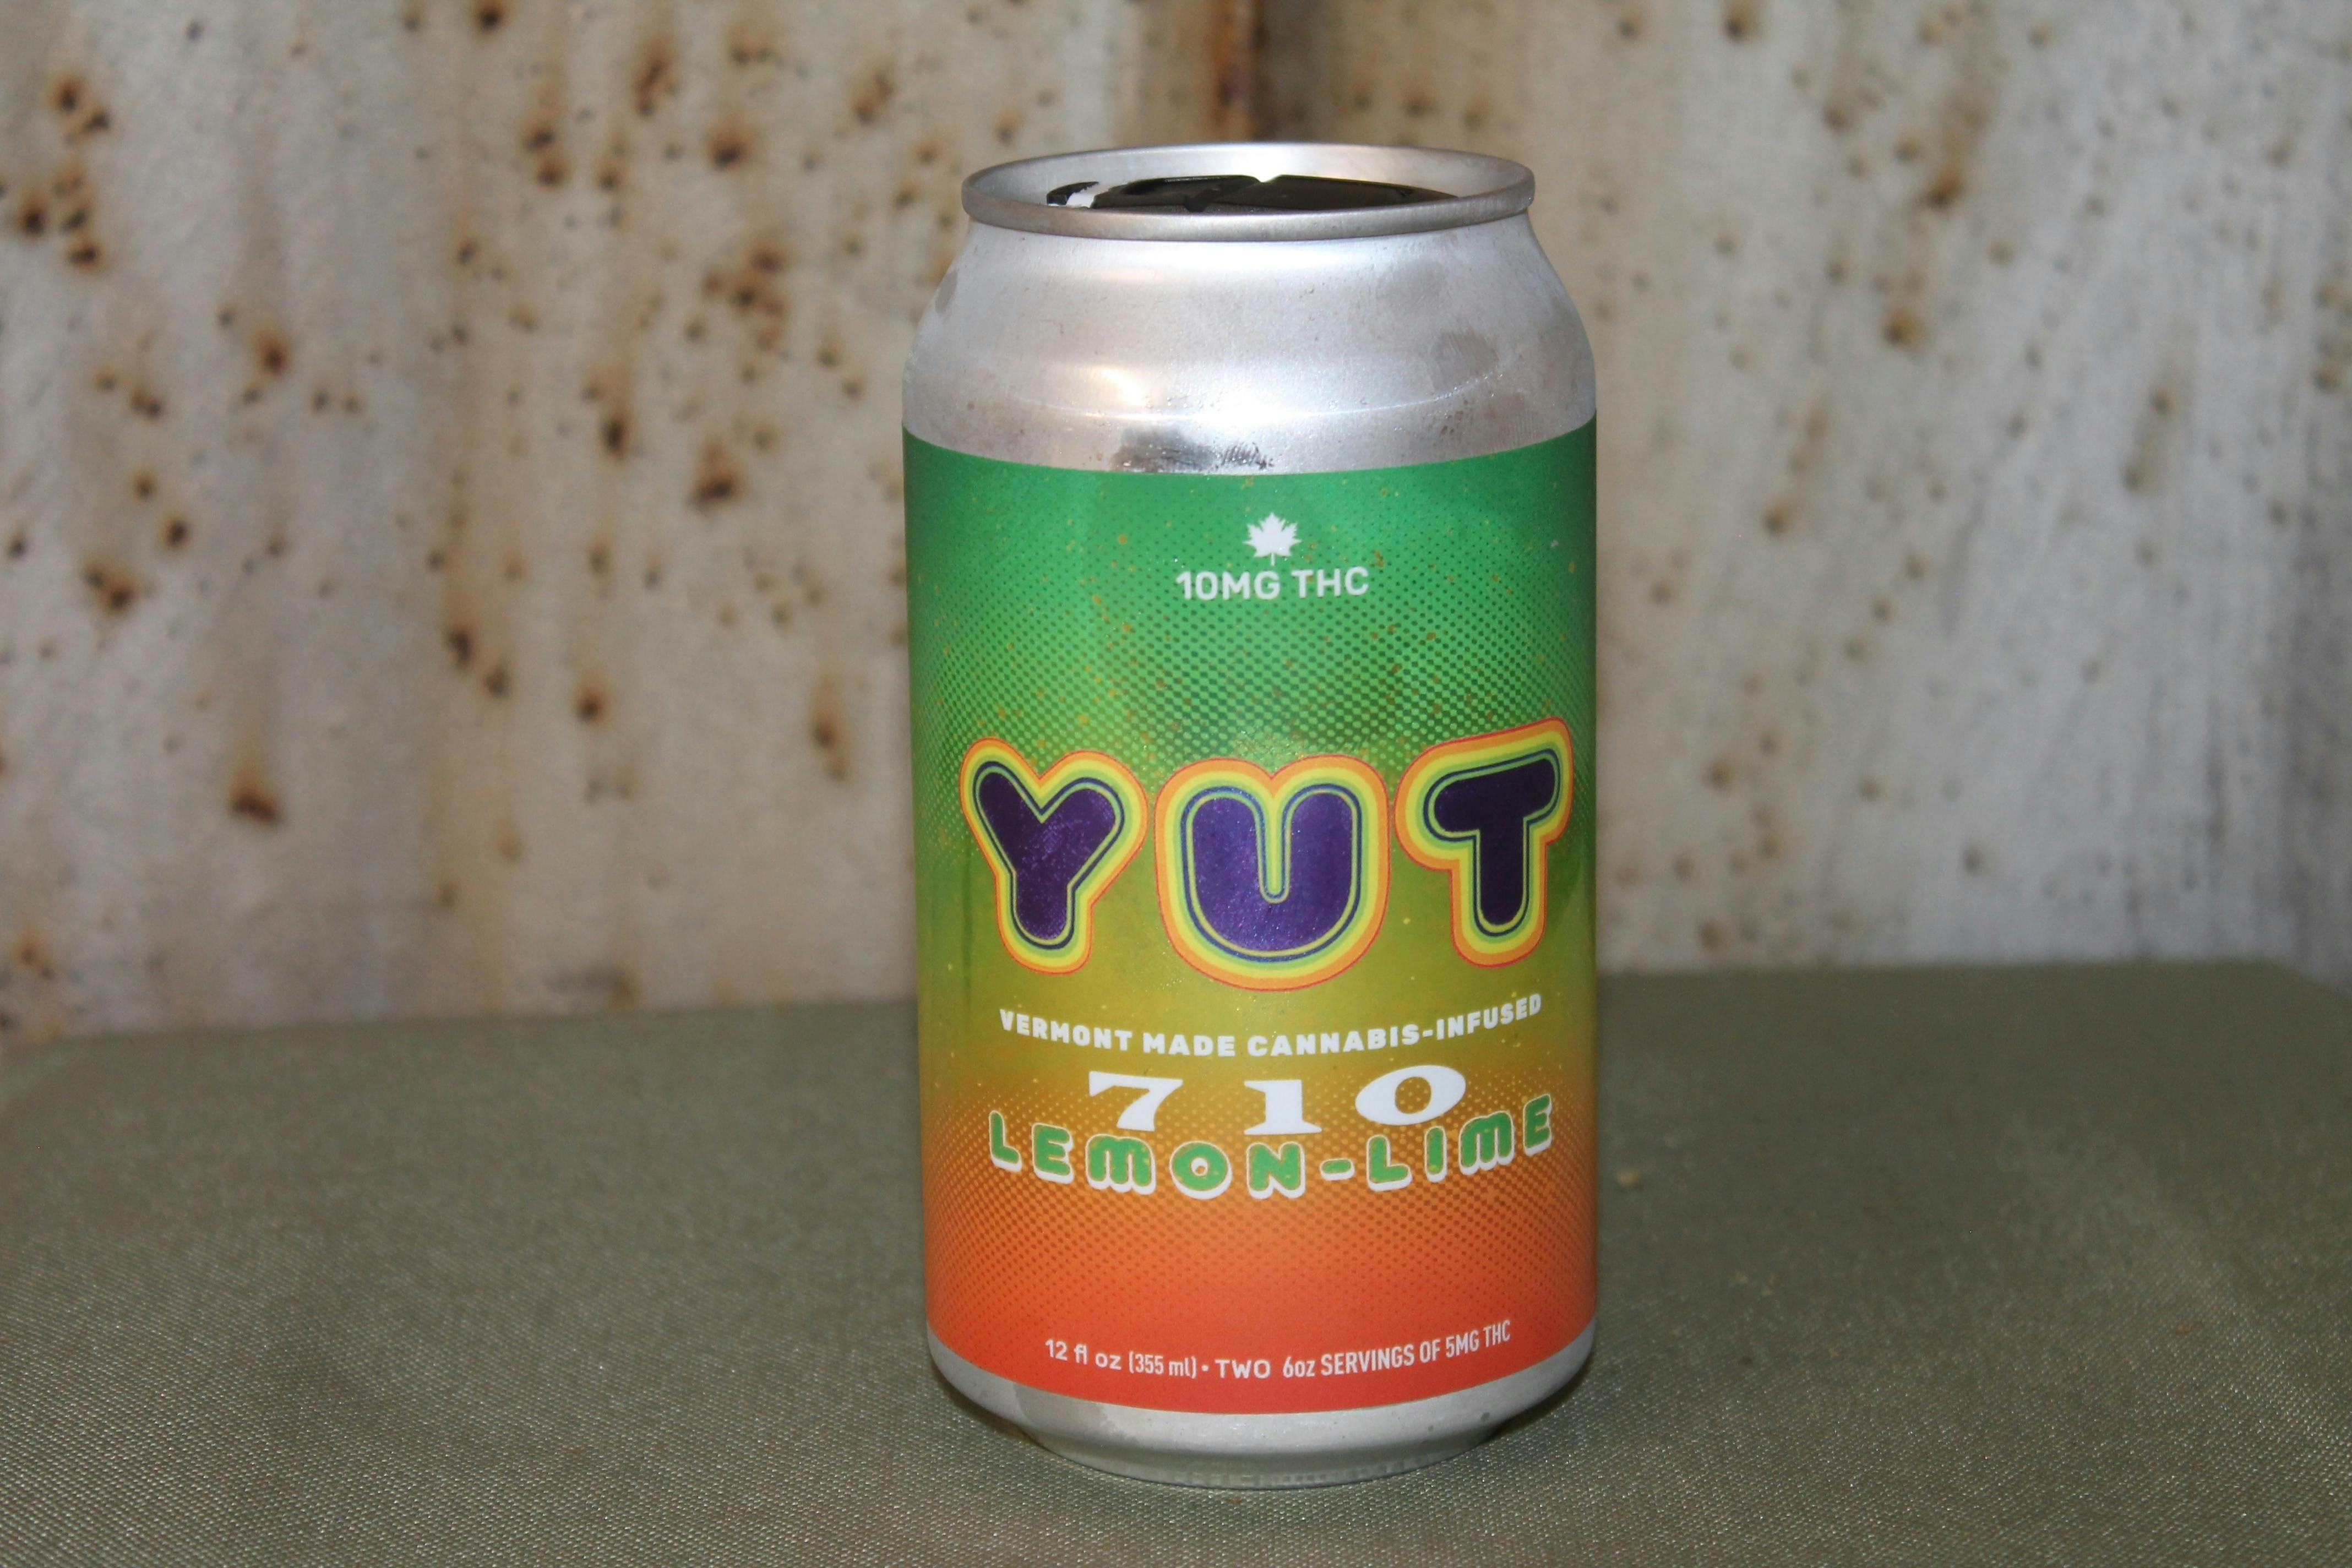 10MG THC
YUT
VERMONT MADE CANNABIS-INFUSED
710
LEMON-LIME
12 fl oz (355 ml) • TWO 6oz SERVINGS OF 5MG THC